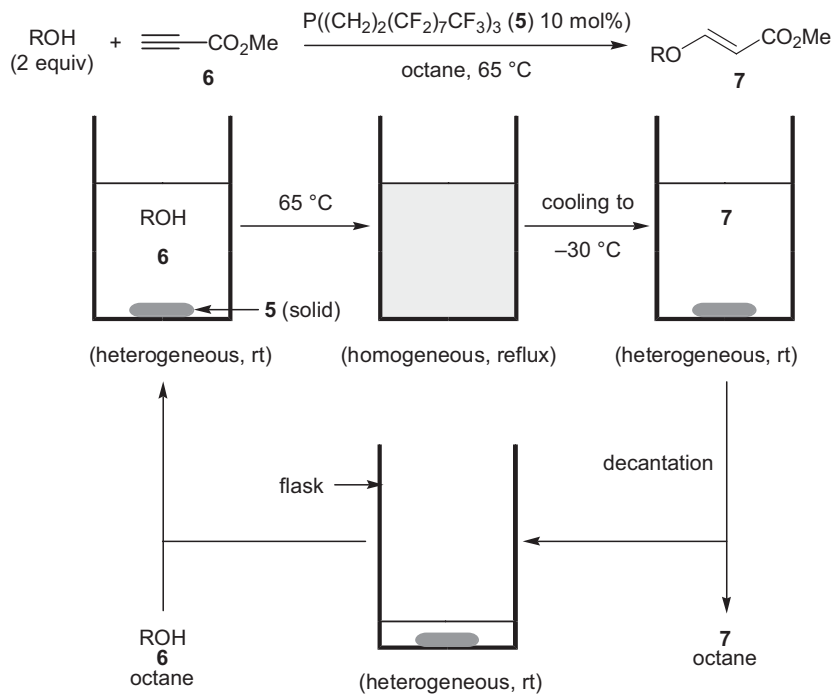 ROH + CO2Me P((CH2)2(CF2)7CF3)3 (5) 10 mol%) RO CO2Me
(2 equiv) 6 octane, 65 °C 7
ROH 65 °C cooling to 7
6 –30 °C
5 (solid)
(heterogeneous, rt) (homogeneous, reflux) (heterogeneous, rt)
flask decantation
ROH 7
6 octane
octane
(heterogeneous, rt)